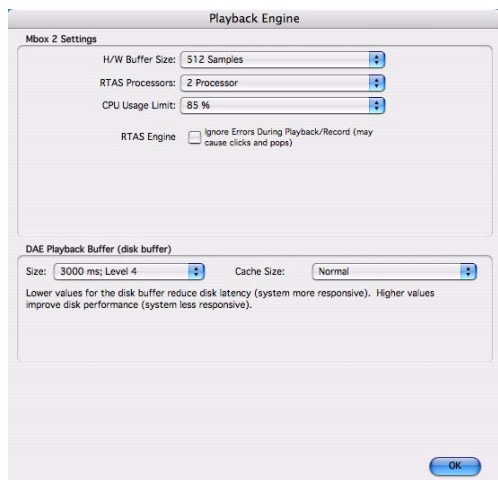 Playback Engine
Mbox 2 Settings
H/W Buffer Size: 512 Samples
RTAS Processors: 2 Processor
CPU Usage Limit: 85 %
RTAS Engine Ignore Errors During Playback/Record (may
cause clicks and pops)
DAE Playback Buffer (disk buffer)
Size: 3000 ms; Level 4 Cache Size: Normal
Lower values for the disk buffer reduce disk latency (system more responsive). Higher values
improve disk performance (system less responsive).
OK